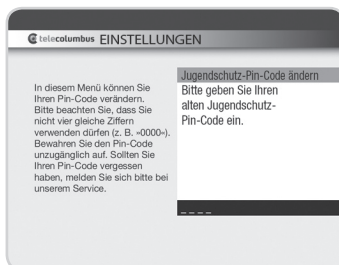 telecolumbus EINSTELLUNGEN
In diesem Menü können Sie
Ihren Pin-Code verändern.
Bitte beachten Sie, dass Sie
nicht vier gleiche Ziffern
verwenden dürfen (z. B. »0000«).
Bewahren Sie den Pin-Code
unzugänglich auf. Sollten Sie
Ihren Pin-Code vergessen
haben, melden Sie sich bitte bei
unserem Service.
Jugendschutz-Pin-Code ändern
Bitte geben Sie Ihren
alten Jugendschutz-
Pin-Code ein.
_ _ _ _